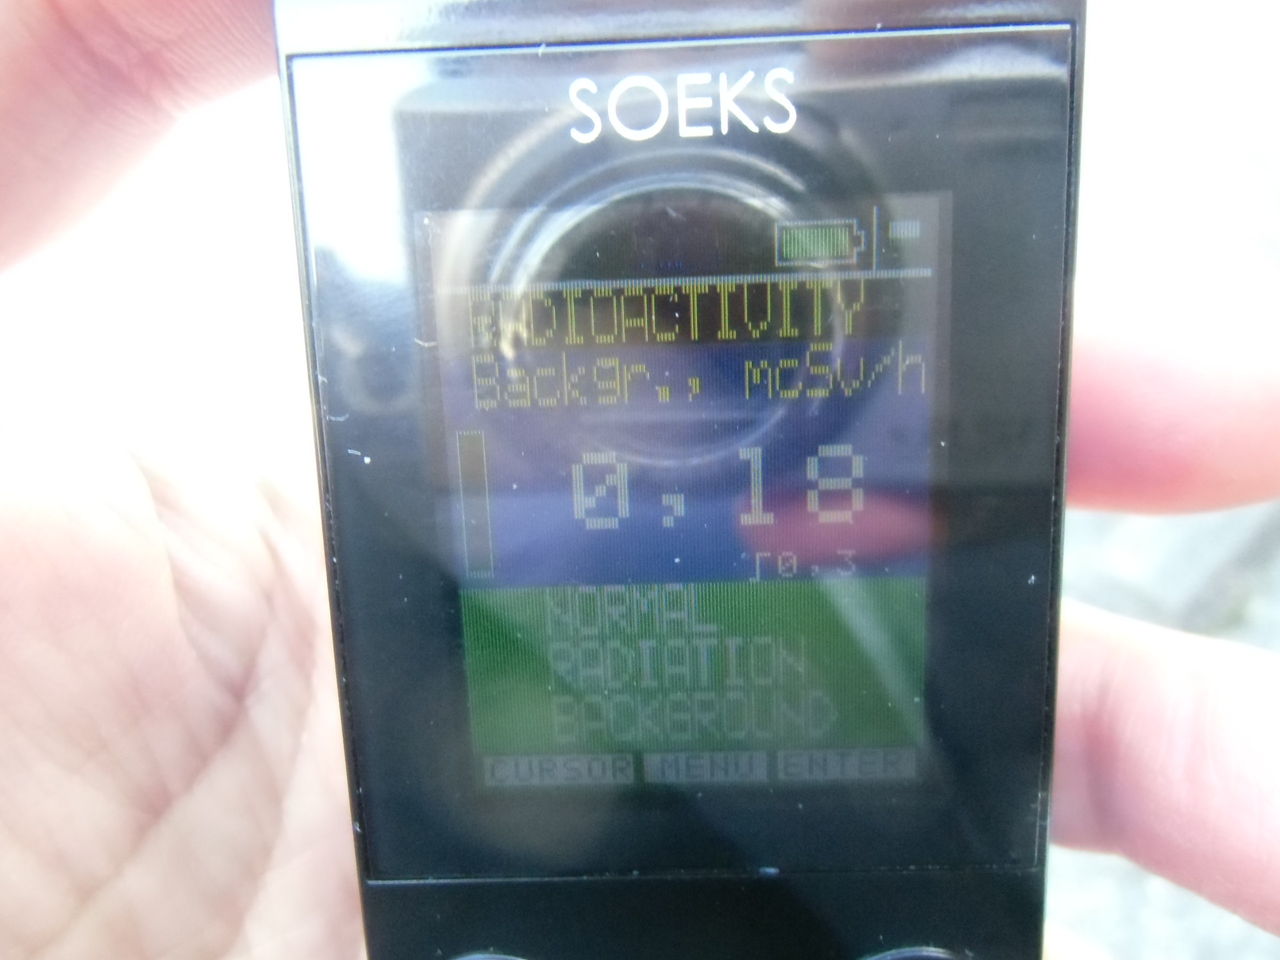 SOEKS
RADIOACTIVITY
Backgr., mcSv/h
0,18
0,3
NORMAL
RADIATION
BACKGROUND
CURSOR MENU ENTER